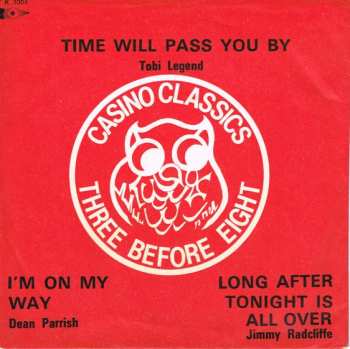 TIME WILL PASS YOU BY
Tobi Legend
CASINO CLASSICS
THREE BEFORE EIGHT
I'M ON MY
WAY
Dean Parrish
LONG AFTER
TONIGHT IS
ALL OVER
Jimmy Radcliffe